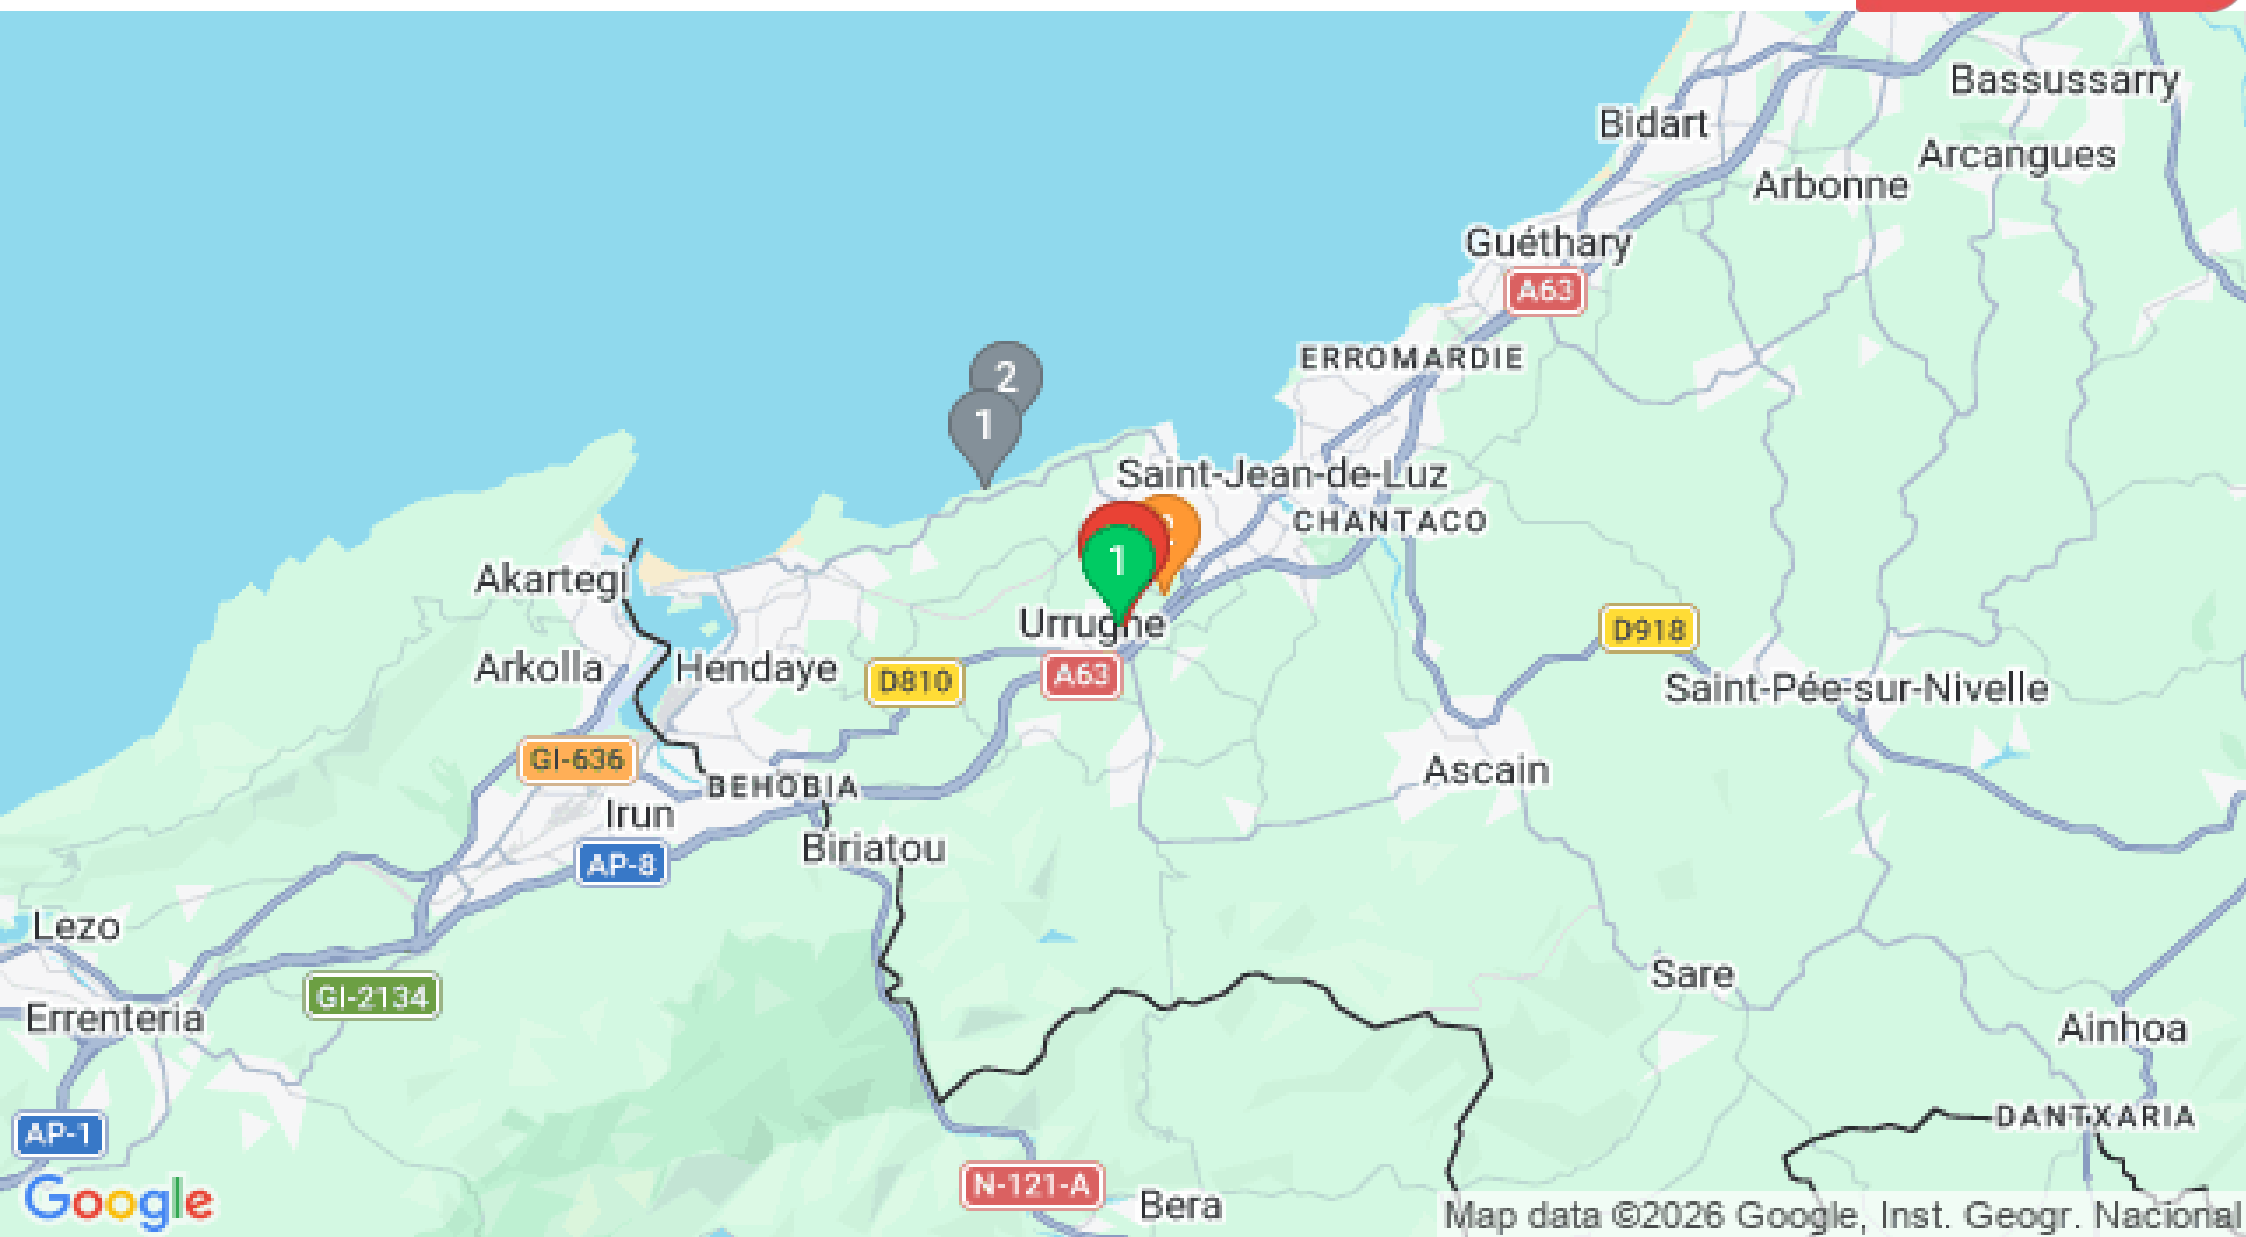 Bassussarry
Bidart
Arcangues
Arbonne
Guéthary
A63
ERROMARDIE
2
1
Saint-Jean-de-Luz
CHANTACO
1
Akartegi
Urrugne
D918
Arkolla
Hendaye
D810
A63
Saint-Pée-sur-Nivelle
GI-636
BEHOBIA
Ascain
Irun
Biriatou
AP-8
Lezo
Sare
GI-2134
Errenteria
Ainhoa
DANTXARIA
AP-1
N-121-A
Google
Bera
Map data ©2026 Google, Inst. Geogr. Nacional